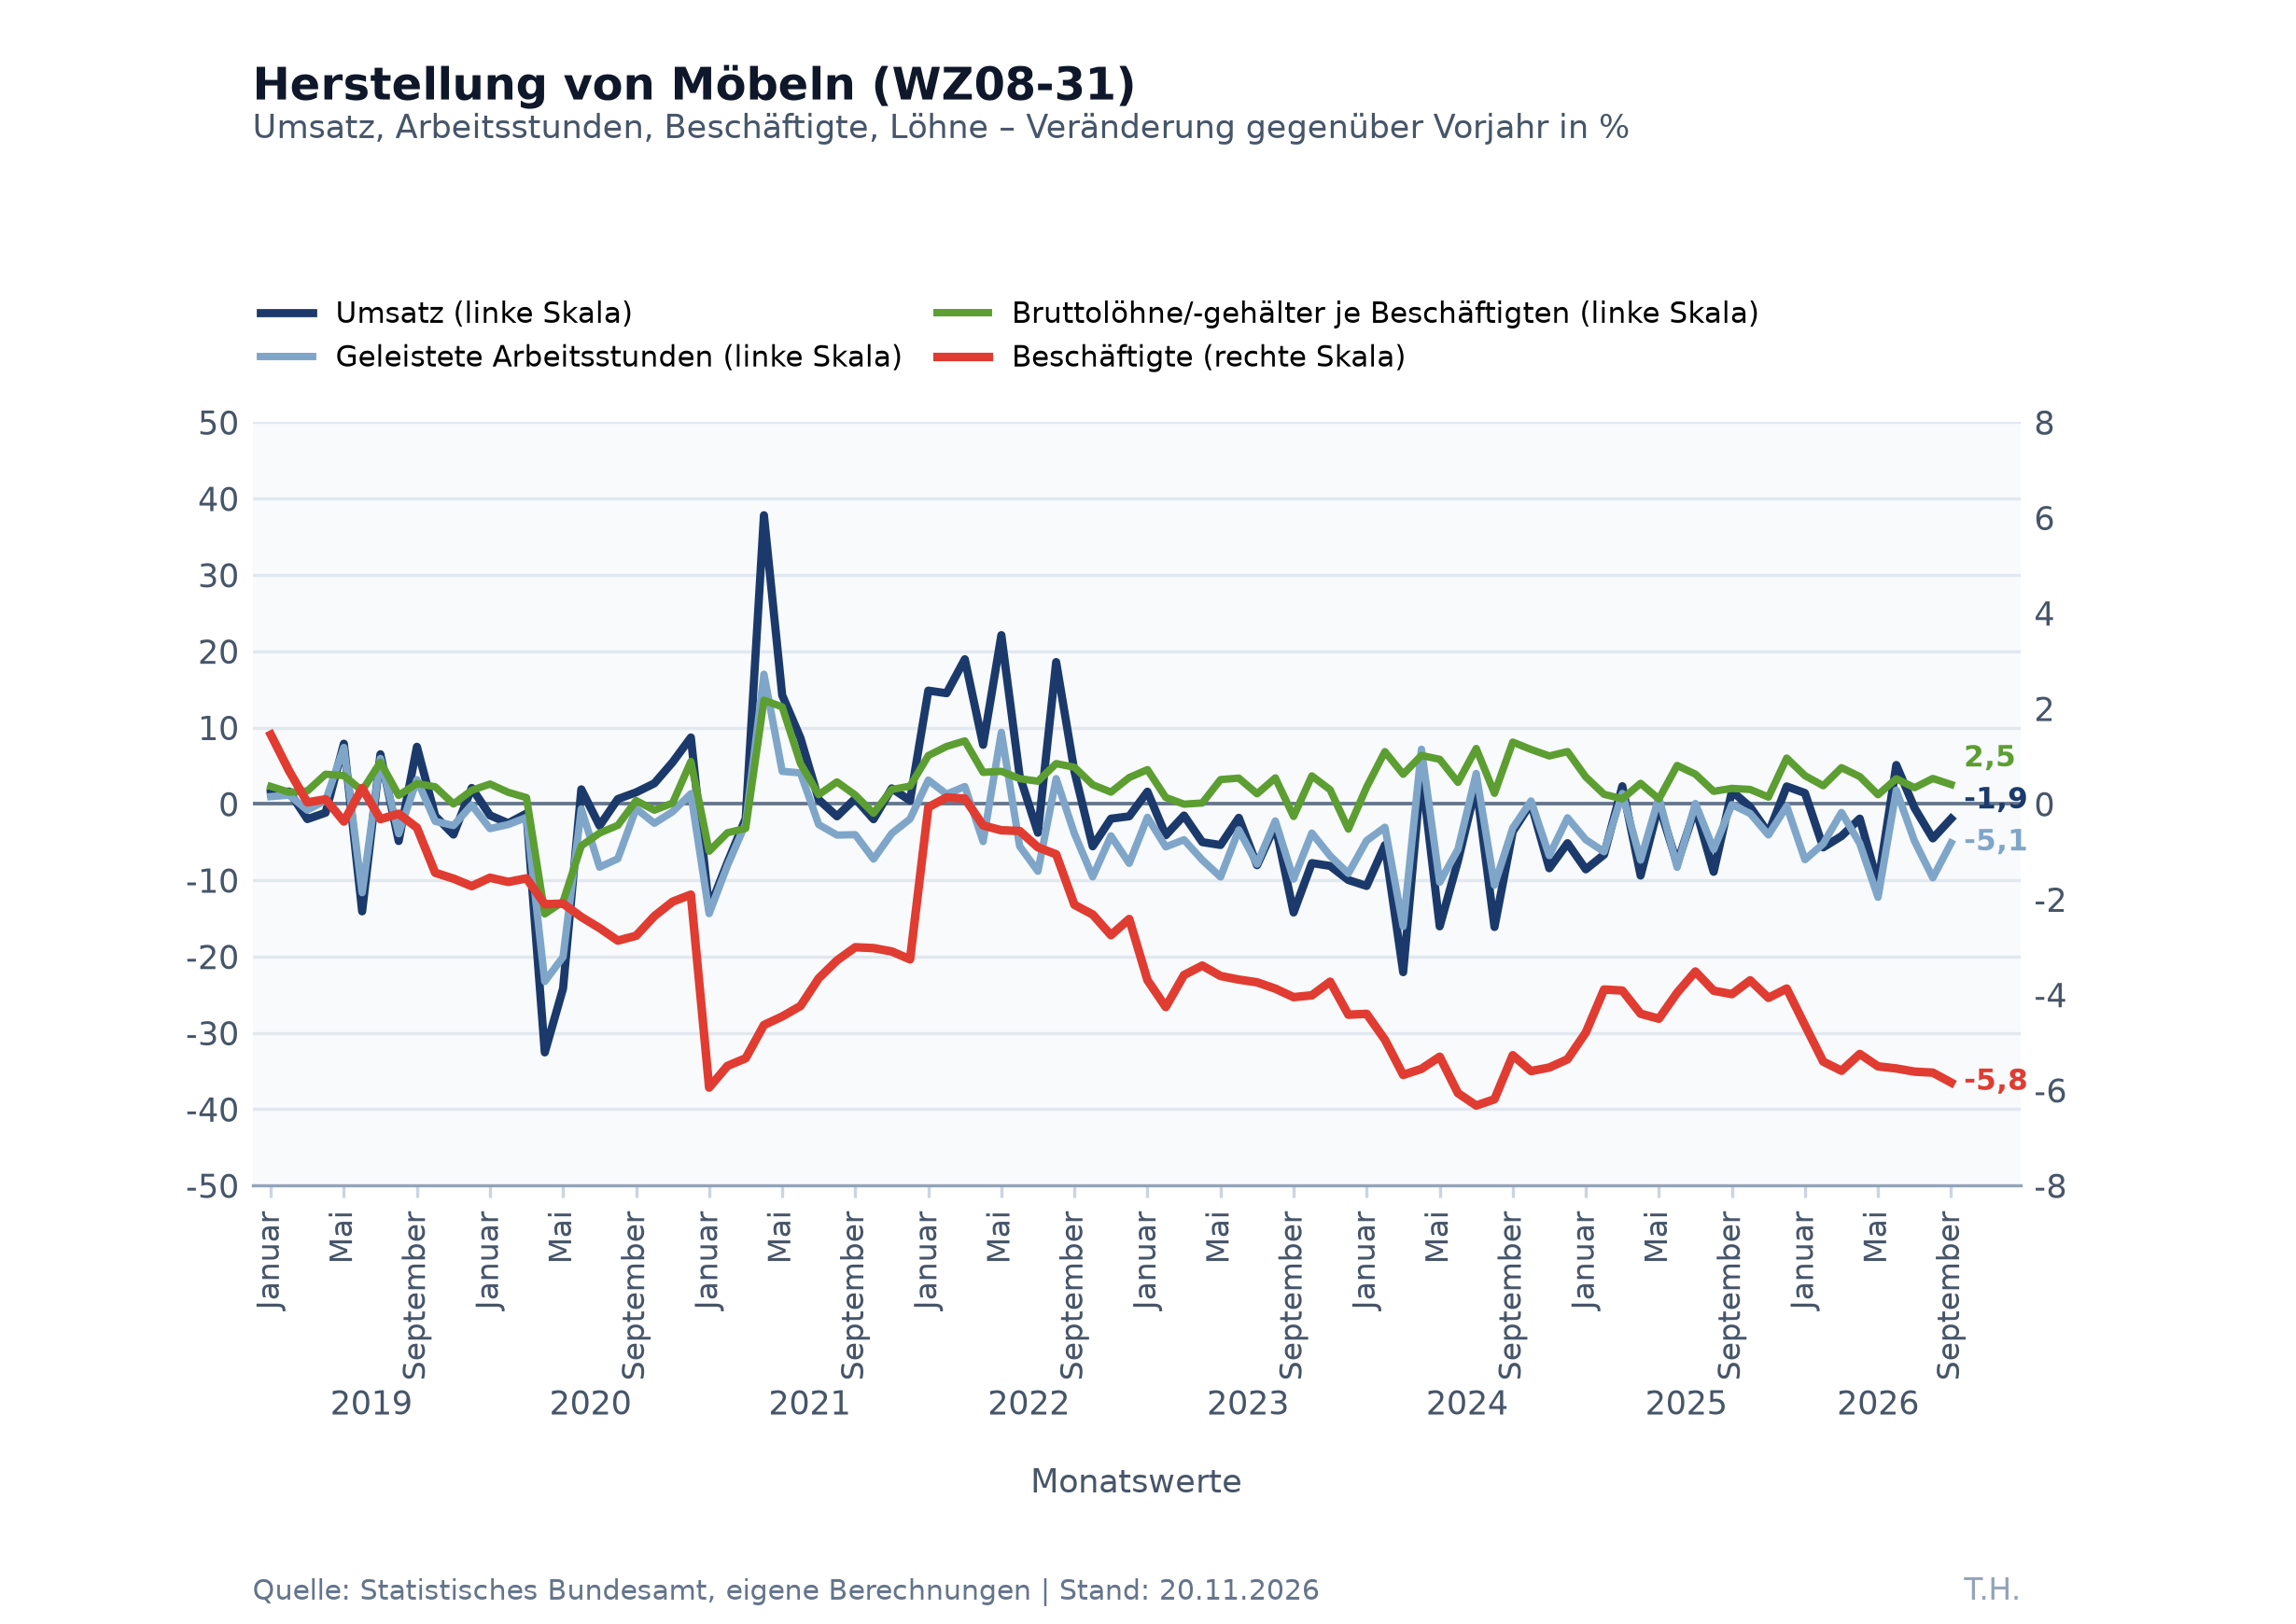 Herstellung von Möbeln (WZ08-31)
Umsatz, Arbeitsstunden, Beschäftigte, Löhne – Veränderung gegenüber Vorjahr in %
Umsatz (linke Skala)
Geleistete Arbeitsstunden (linke Skala)
Bruttolöhne/-gehälter je Beschäftigten (linke Skala)
Beschäftigte (rechte Skala)
50
40
30
20
10
0
-10
-20
-30
-40
-50
8
6
4
2
0
-2
-4
-6
-8
2,5
-1,9
-5,1
-5,8
Januar
Mai
September
Januar
Mai
September
Januar
Mai
September
Januar
Mai
September
Januar
Mai
September
Januar
Mai
September
Januar
Mai
September
Januar
Mai
September
2019
2020
2021
2022
2023
2024
2025
2026
Monatswerte
Quelle: Statistisches Bundesamt, eigene Berechnungen | Stand: 20.11.2026
T.H.